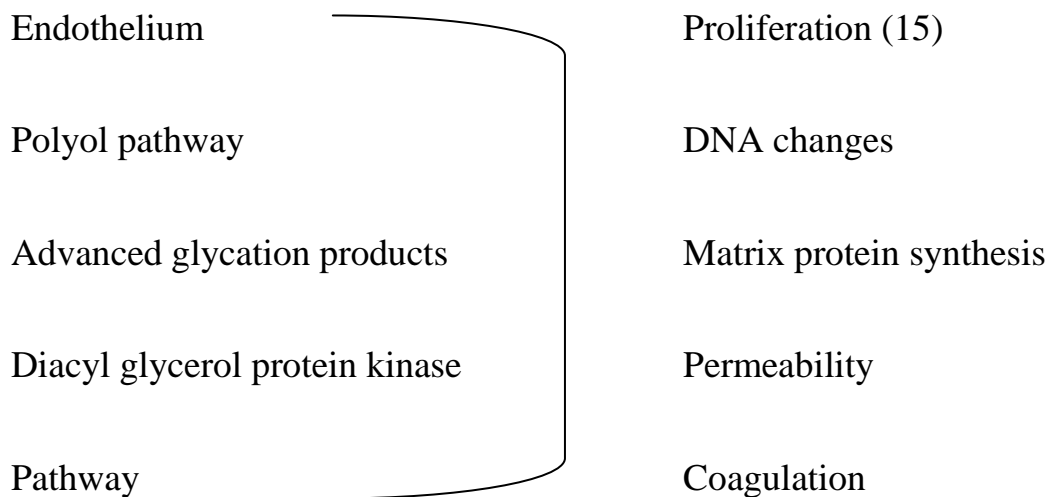 Endothelium Proliferation (15)
Polyol pathway DNA changes
Advanced glycation products Matrix protein synthesis
Diacyl glycerol protein kinase Permeability
Pathway Coagulation